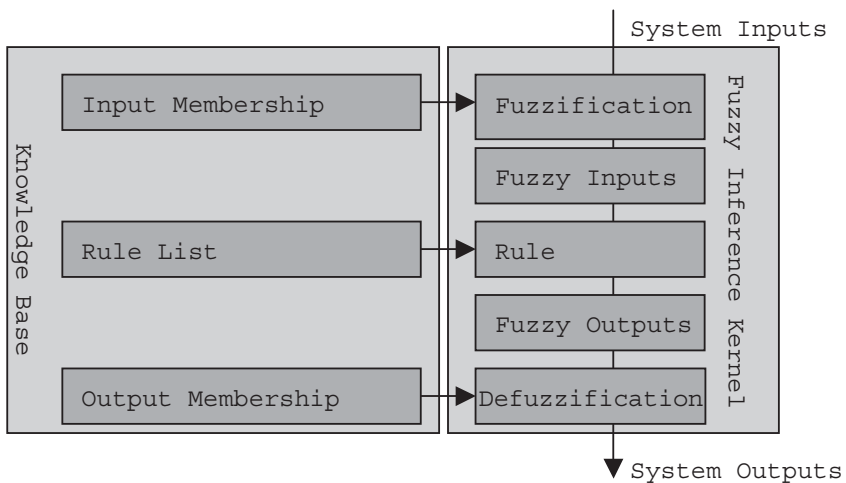 System Inputs
Knowledge Base
Input Membership
Rule List
Output Membership
Fuzzification
Fuzzy Inputs
Rule
Fuzzy Outputs
Defuzzification
Fuzzy Inference Kernel
System Outputs